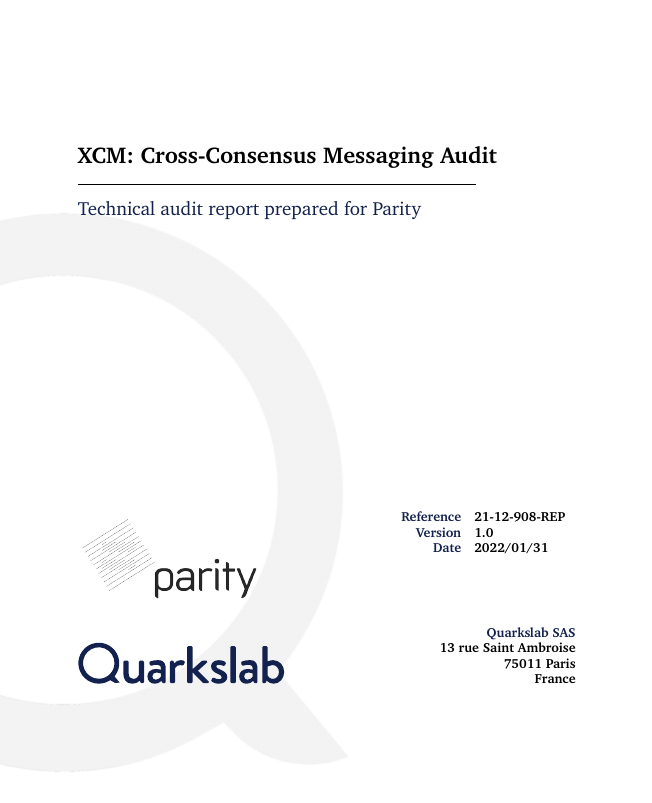 XCM: Cross-Consensus Messaging Audit
Technical audit report prepared for Parity
Reference 21-12-908-REP
Version 1.0
Date 2022/01/31
parity
Quarkslab
Quarkslab SAS
13 rue Saint Ambroise
75011 Paris
France